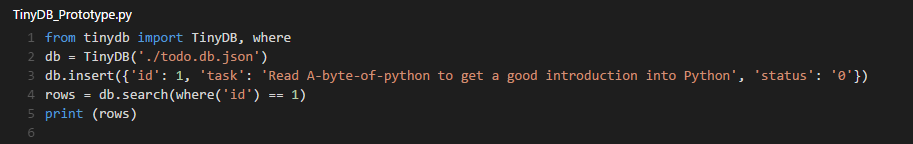 TinyDB_Prototype.py
1 from tinydb import TinyDB, where
2 db = TinyDB('./todo.db.json')
3 db.insert({'id': 1, 'task': 'Read A-byte-of-python to get a good introduction into Python', 'status': '0'})
4 rows = db.search(where('id') == 1)
5 print (rows)
6